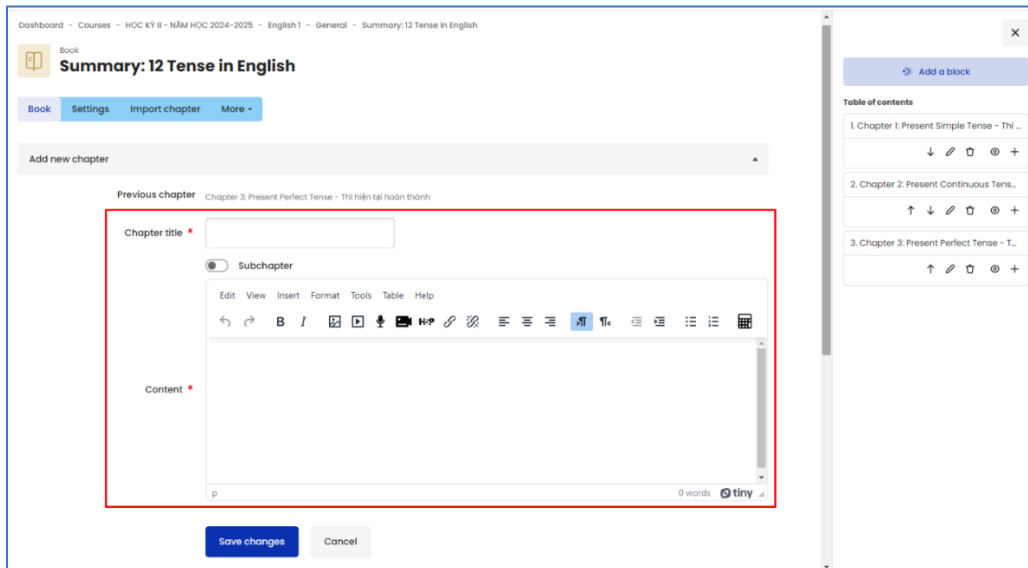 Dashboard - Courses - HỌC KỲ II - NĂM HỌC 2024-2025 - English 1 - General - Summary: 12 Tense in English
Book
Summary: 12 Tense in English
Book Settings Import chapter More
Add new chapter
Previous chapter Chapter 3: Present Perfect Tense - Thì hiện tại hoàn thành
Chapter title *
Subchapter
Edit View Insert Format Tools Table Help
B I H-P
Content *
p 0 words tiny
Save changes Cancel
Add a block
Table of contents
1. Chapter 1: Present Simple Tense - Thì ...
2. Chapter 2: Present Continuous Tens...
3. Chapter 3: Present Perfect Tense - T...